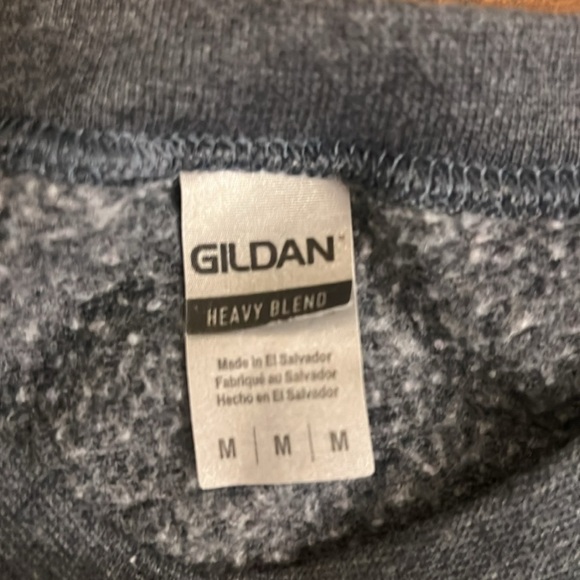 GILDAN™
HEAVY BLEND
Made in El Salvador
Fabriqué au Salvador
Hecho en El Salvador
M | M | M